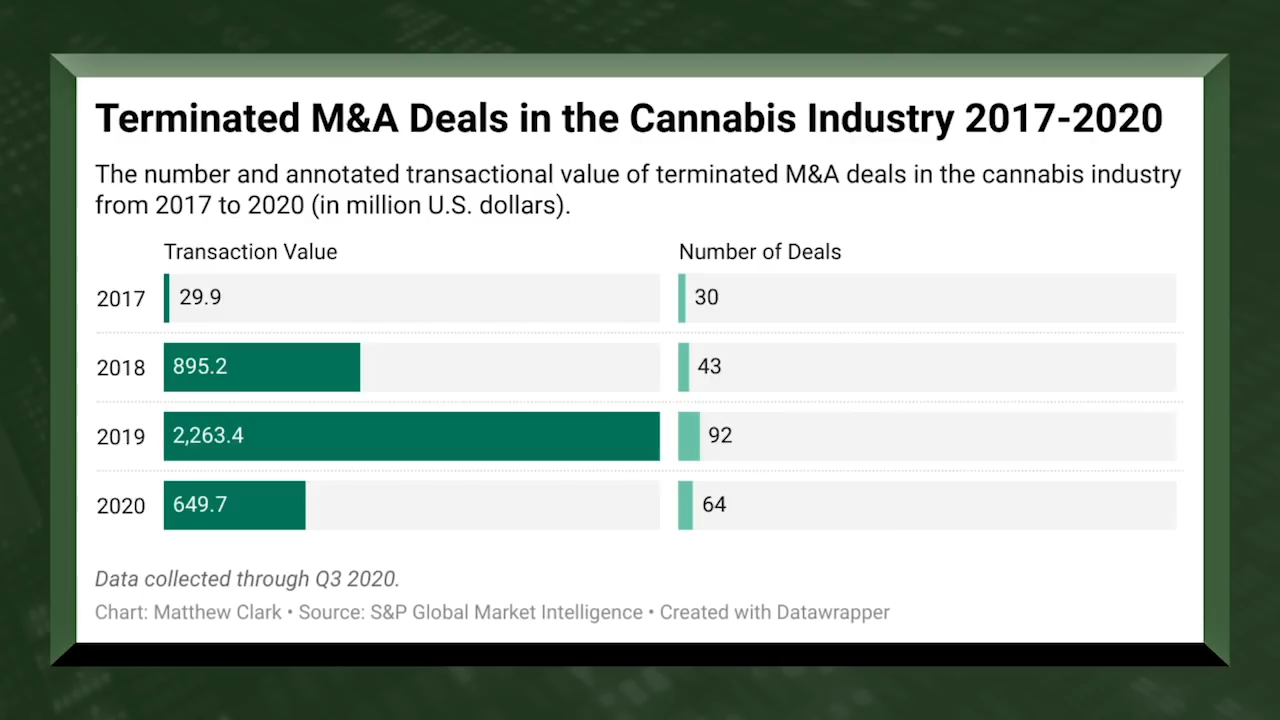 Terminated M&A Deals in the Cannabis Industry 2017-2020
The number and annotated transactional value of terminated M&A deals in the cannabis industry
from 2017 to 2020 (in million U.S. dollars).
Transaction Value Number of Deals
2017 29.9 30
2018 895.2 43
2019 2,263.4 92
2020 649.7 64
Data collected through Q3 2020.
Chart: Matthew Clark • Source: S&P Global Market Intelligence • Created with Datawrapper